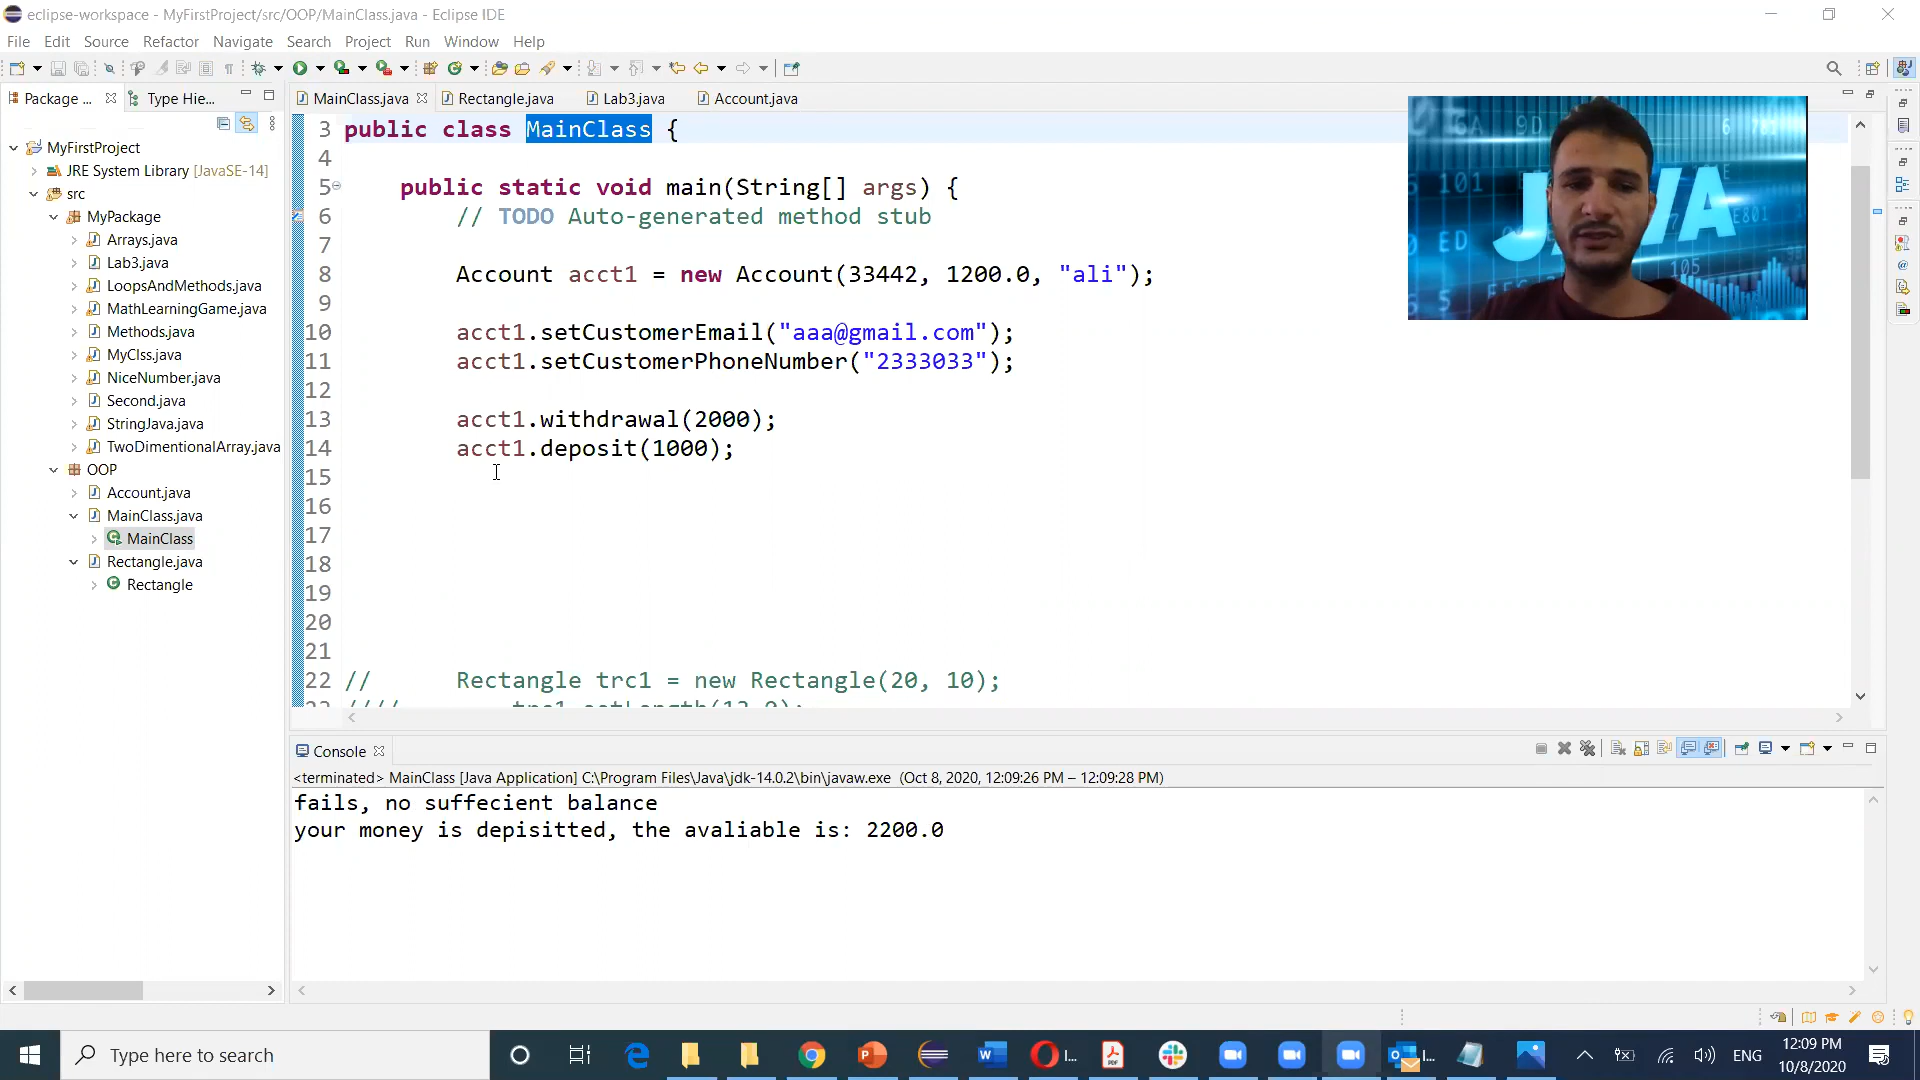 eclipse-workspace - MyFirstProject/src/OOP/MainClass.java - Eclipse IDE
File Edit Source Refactor Navigate Search Project Run Window Help
Package ... Type Hie...
MainClass.java Rectangle.java Lab3.java Account.java
MyFirstProject
JRE System Library [JavaSE-14]
src
MyPackage
Arrays.java
Lab3.java
LoopsAndMethods.java
MathLearningGame.java
Methods.java
MyClss.java
NiceNumber.java
Second.java
StringJava.java
TwoDimentionalArray.java
OOP
Account.java
MainClass.java
MainClass
Rectangle.java
Rectangle
3 public class MainClass {
4
5 public static void main(String[] args) {
6 // TODO Auto-generated method stub
7
8 Account acct1 = new Account(33442, 1200.0, "ali");
9
10 acct1.setCustomerEmail("aaa@gmail.com");
11 acct1.setCustomerPhoneNumber("2333033");
12
13 acct1.withdrawal(2000);
14 acct1.deposit(1000);
15
16
17
18
19
20
21
22 // Rectangle trc1 = new Rectangle(20, 10);
JAVA
Console
<terminated> MainClass [Java Application] C:\Program Files\Java\jdk-14.0.2\bin\javaw.exe (Oct 8, 2020, 12:09:26 PM – 12:09:28 PM)
fails, no suffecient balance
your money is depisitted, the avaliable is: 2200.0
Type here to search
I...
I...
ENG
12:09 PM
10/8/2020